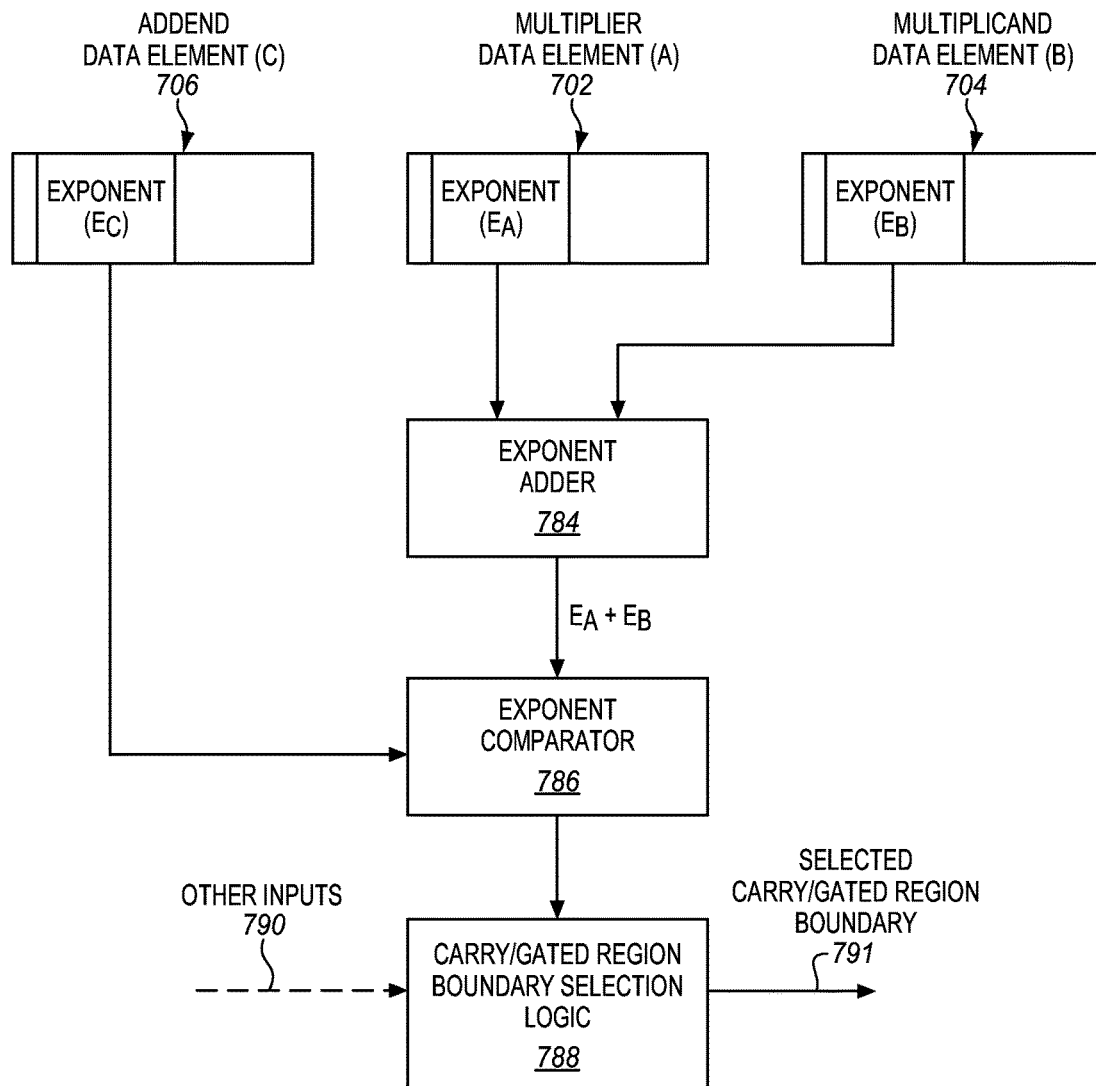 ADDEND
DATA ELEMENT (C)
706
MULTIPLIER
DATA ELEMENT (A)
702
MULTIPLICAND
DATA ELEMENT (B)
704
EXPONENT
(EC)
EXPONENT
(EA)
EXPONENT
(EB)
EXPONENT
ADDER
784
EA + EB
EXPONENT
COMPARATOR
786
OTHER INPUTS
790
CARRY/GATED REGION
BOUNDARY SELECTION
LOGIC
788
SELECTED
CARRY/GATED REGION
BOUNDARY
791